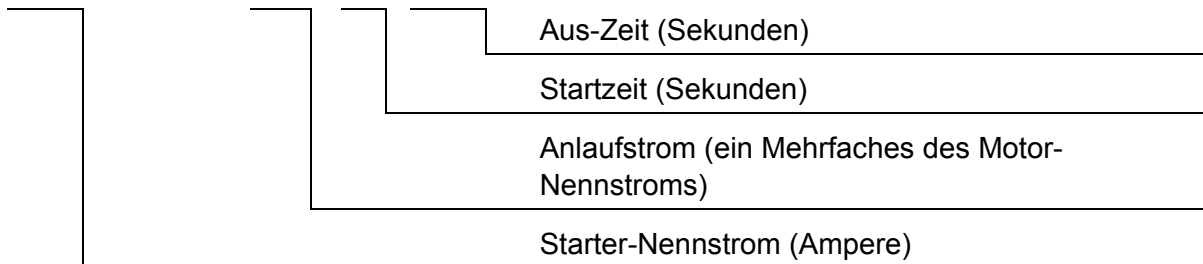 Aus-Zeit (Sekunden)
Startzeit (Sekunden)
Anlaufstrom (ein Mehrfaches des Motor-
Nennstroms)
Starter-Nennstrom (Ampere)